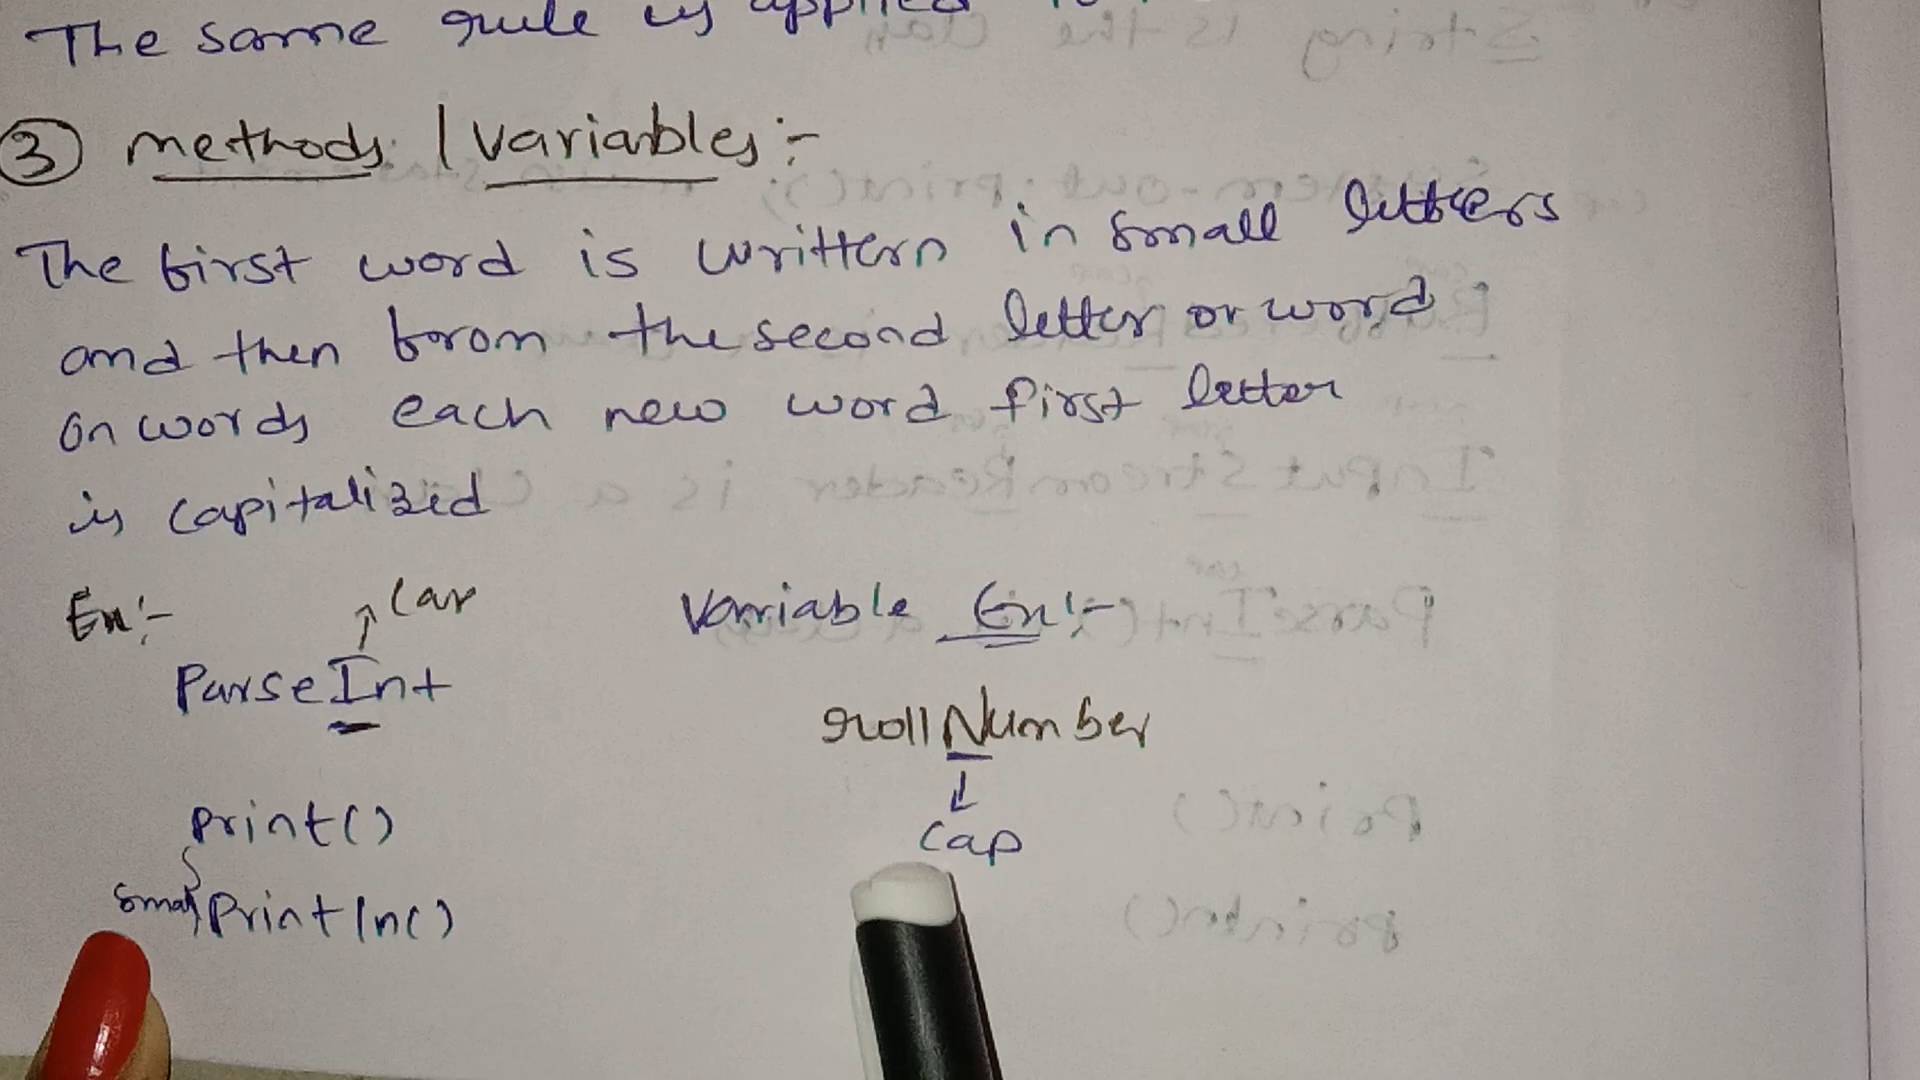 The same rule is applied
③ methods / variables :-
The first word is written in small letters
and then from the second letter or word
onwords each new word first letter
is capitalized
Ex:- Cap Variable Ex:-
ParseInt rollNumber
print() Cap
small println()